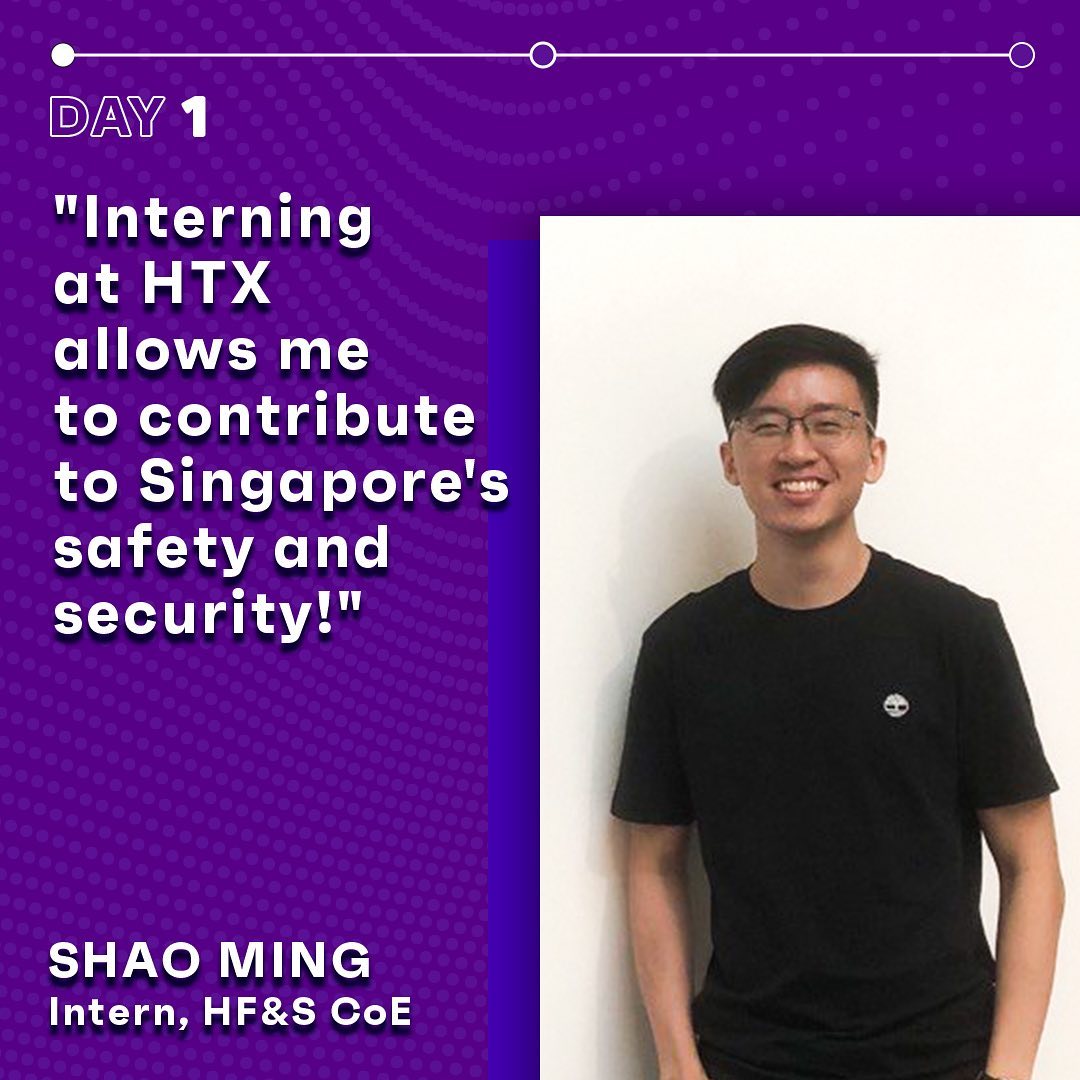 DAY 1
"Interning
at HTX
allows me
to contribute
to Singapore's
safety and
security!"
SHAO MING
Intern, HF&S CoE